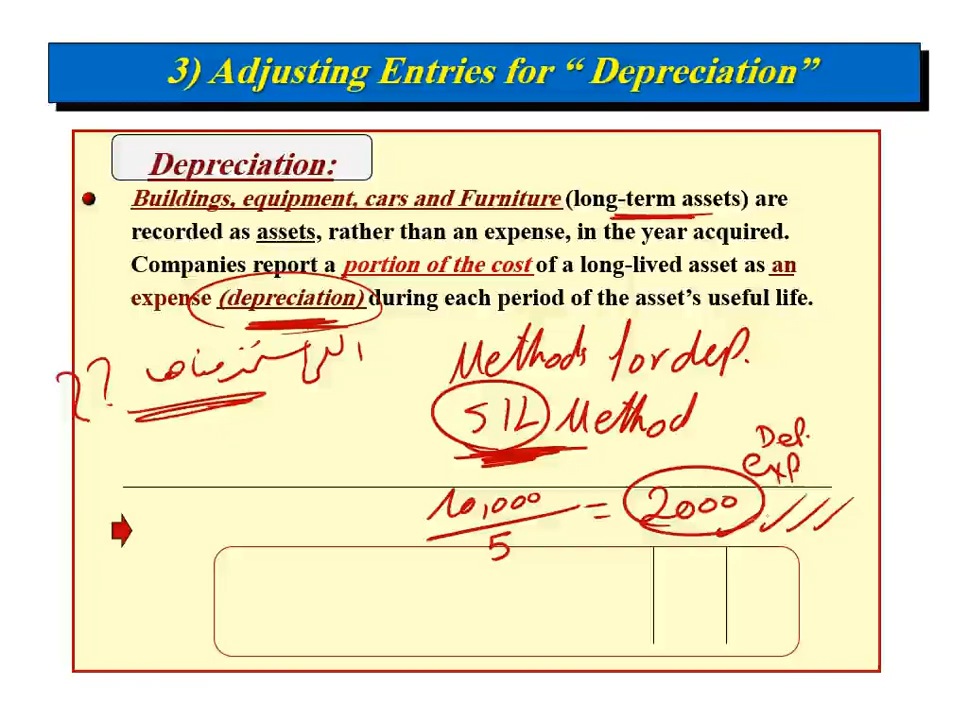 3) Adjusting Entries for “ Depreciation”
Depreciation:
Buildings, equipment, cars and Furniture (long-term assets) are
recorded as assets, rather than an expense, in the year acquired.
Companies report a portion of the cost of a long-lived asset as an
expense (depreciation) during each period of the asset’s useful life.
??
Methods for dep.
S/L Method
Dep.
exp
10,000
5
= 2000